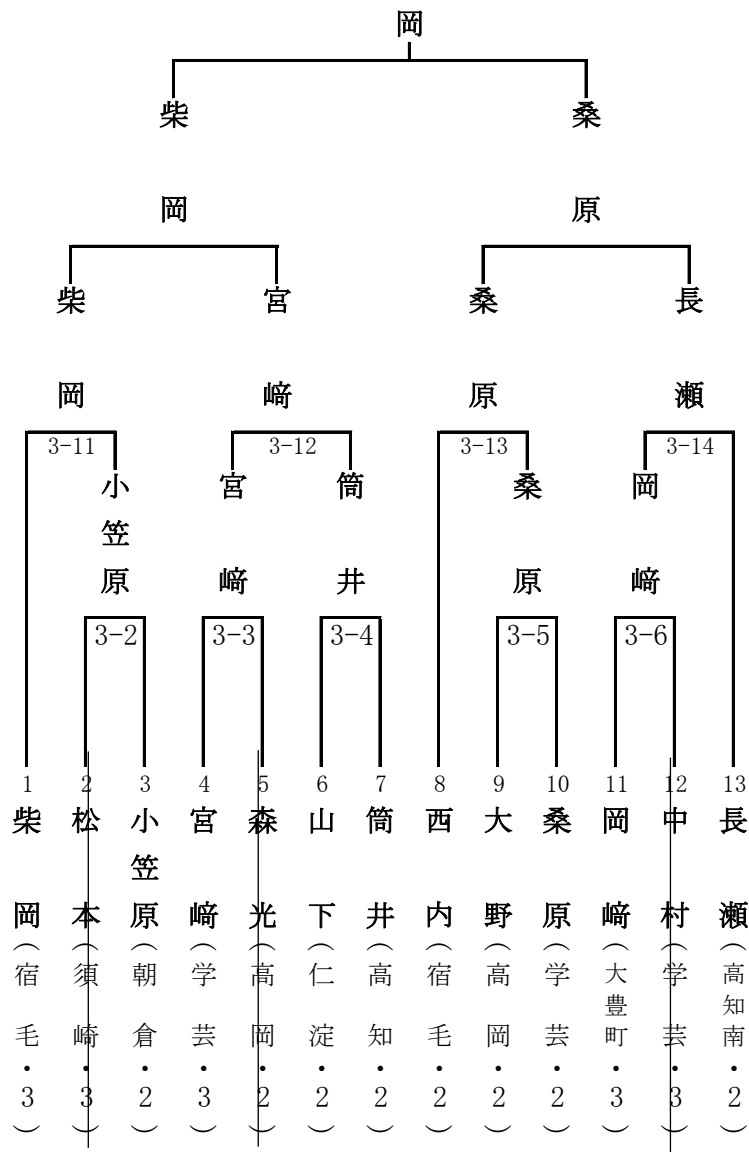 岡
柴岡
桑原
柴岡
宮﨑
桑原
長瀬
3-11
3-12
3-13
3-14
小笠原
宮﨑
筒井
桑原
岡﨑
3-2
3-3
3-4
3-5
3-6
1 柴岡(宿毛・3)
2 松本(須崎・3)
3 小笠原(朝倉・2)
4 宮﨑(学芸・3)
5 森光(高岡・2)
6 山下(仁淀・2)
7 筒井(高知・2)
8 西内(宿毛・2)
9 大野(高岡・2)
10 桑原(学芸・2)
11 岡﨑(大豊町・3)
12 中村(学芸・3)
13 長瀬(高知南・2)